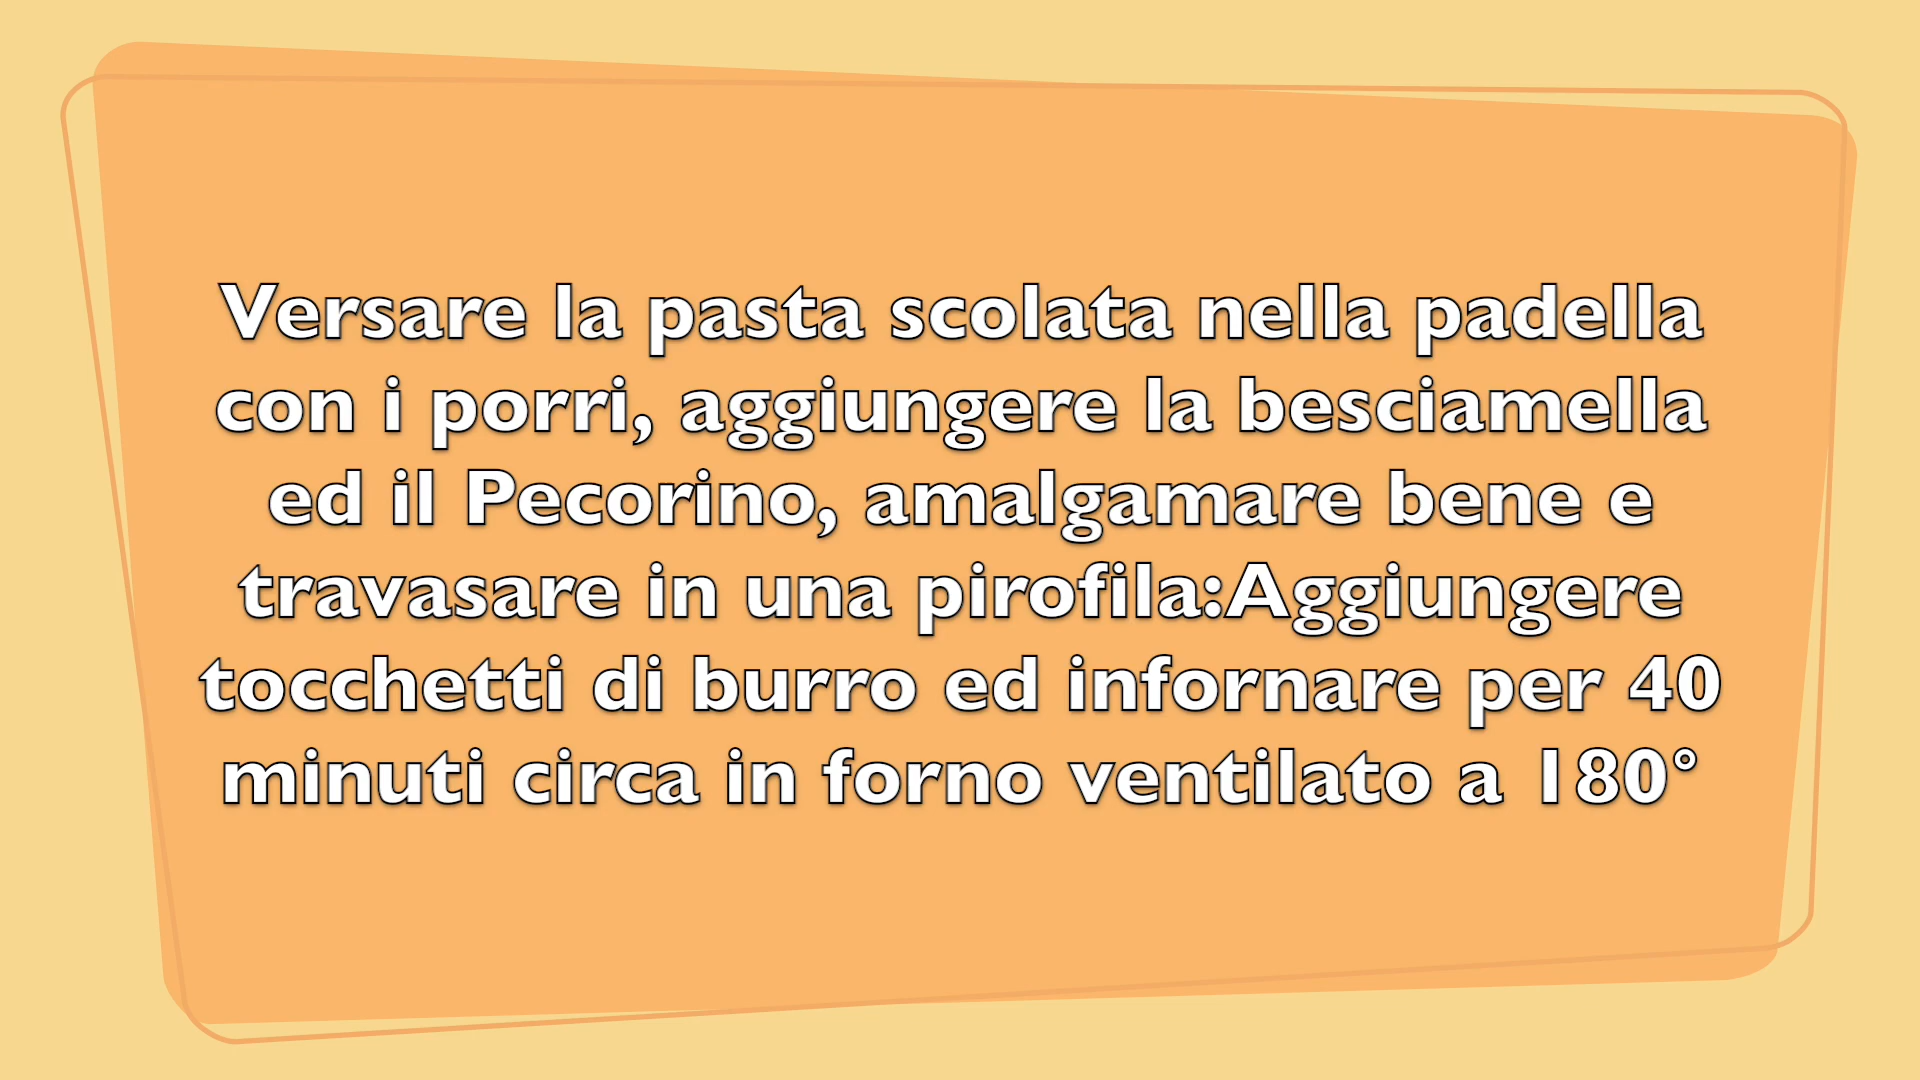 Versare la pasta scolata nella padella
con i porri, aggiungere la besciamella
ed il Pecorino, amalgamare bene e
travasare in una pirofila:Aggiungere
tocchetti di burro ed infornare per 40
minuti circa in forno ventilato a 180°